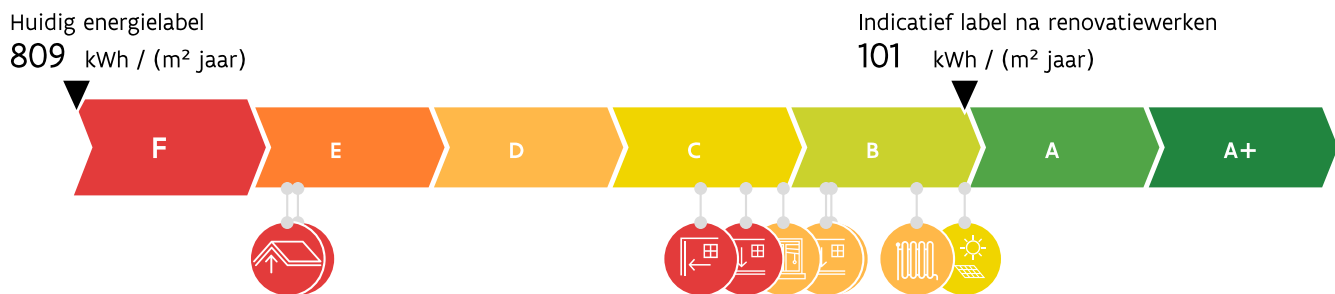 Huidig energielabel
809 kWh / (m² jaar)
Indicatief label na renovatiewerken
101 kWh / (m² jaar)
F E D C B A A+